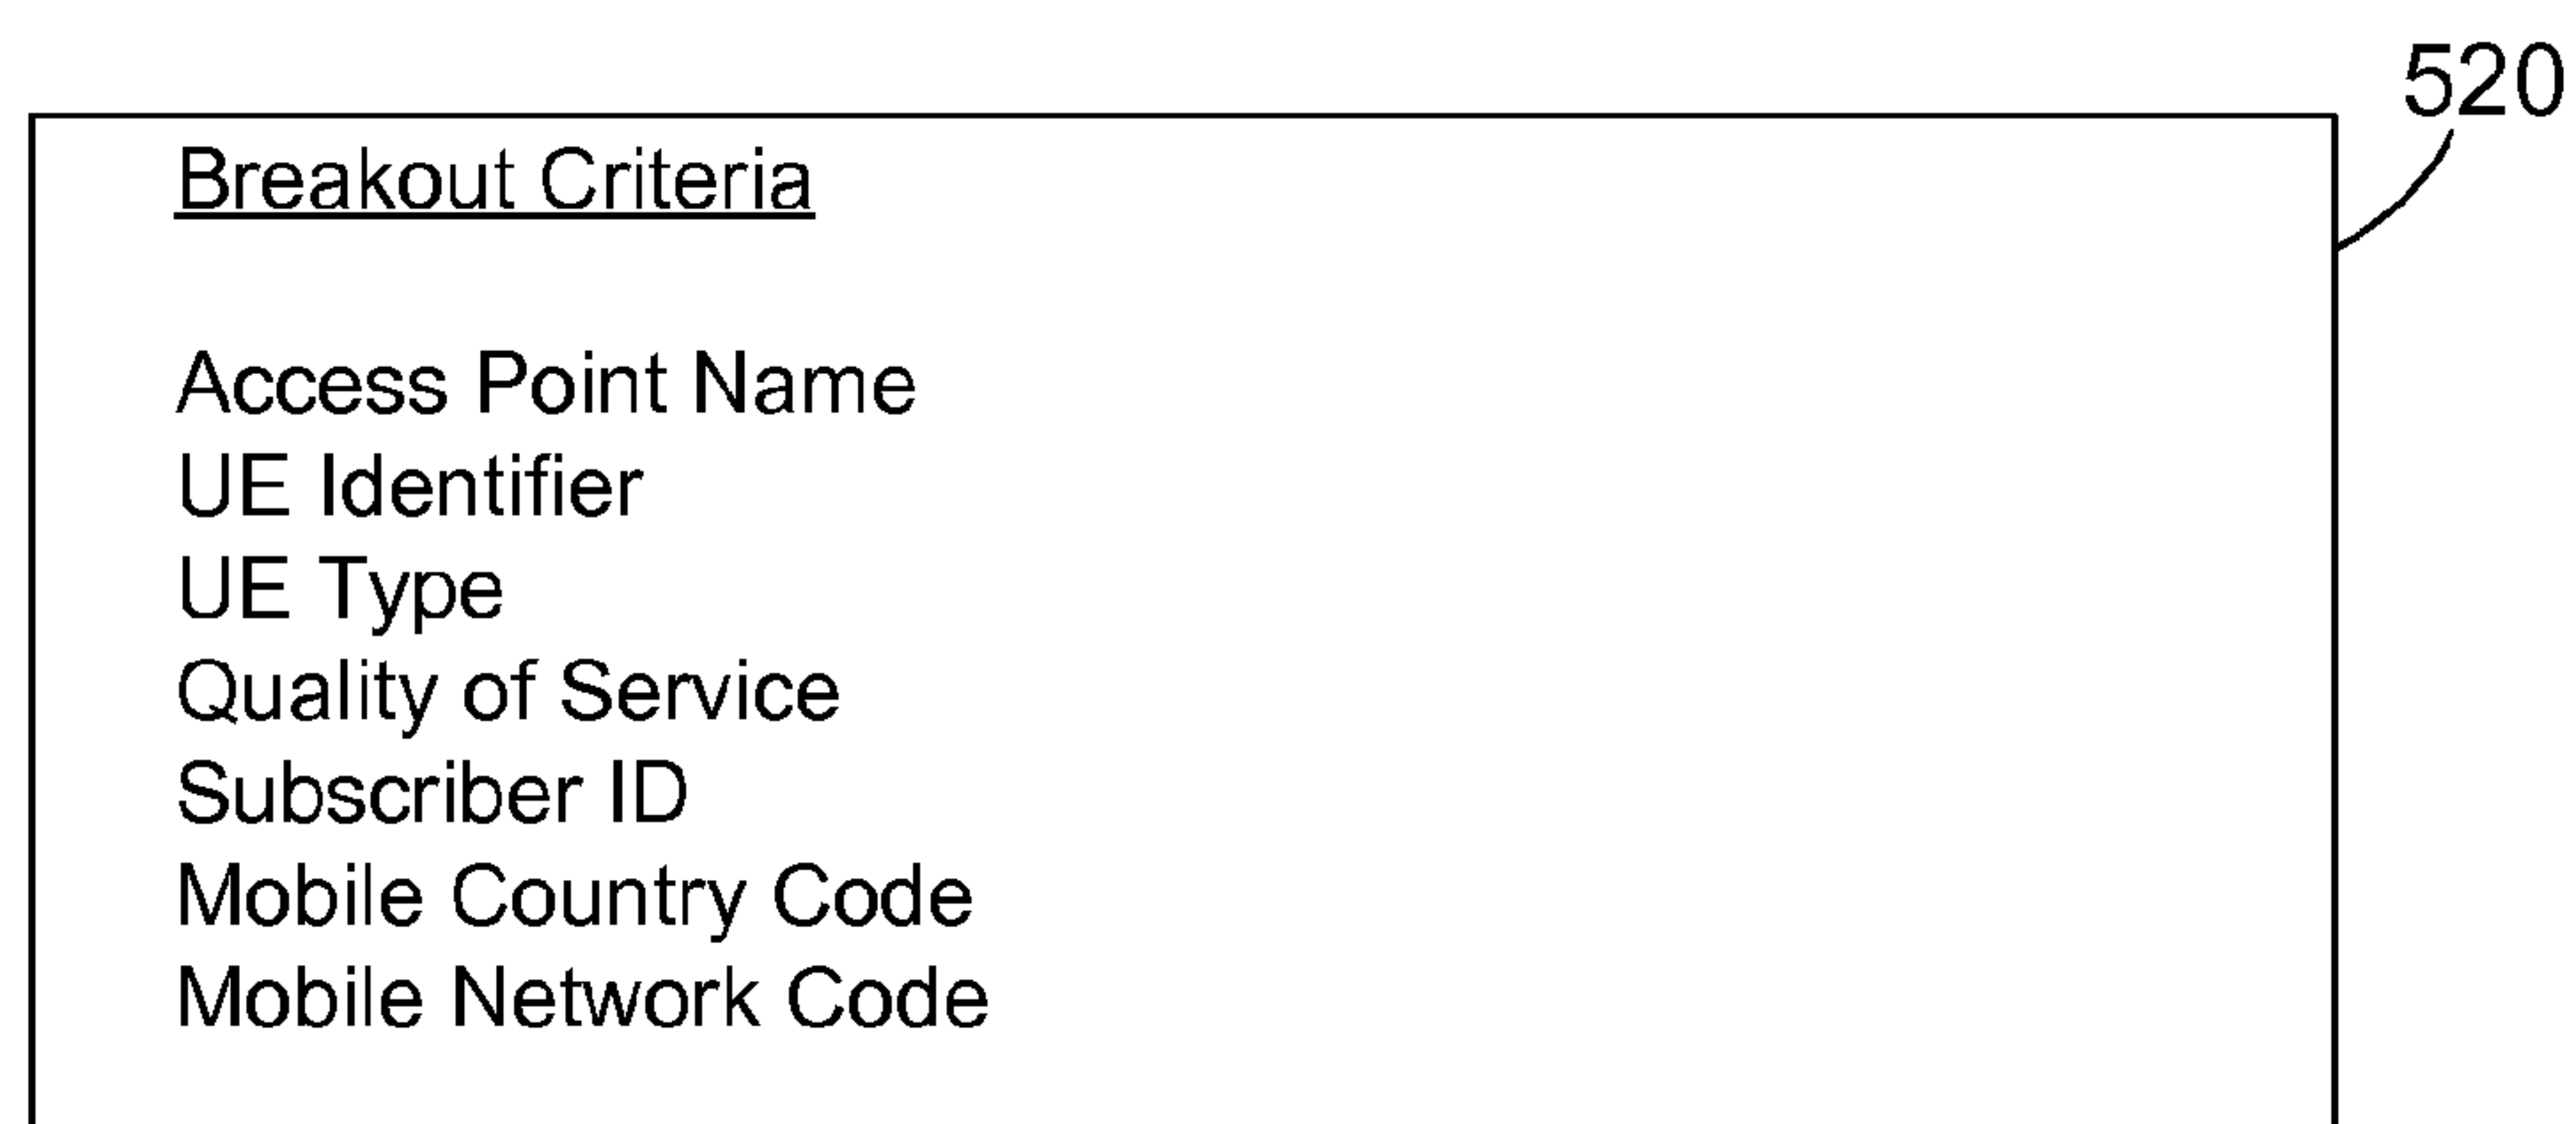 520
Breakout Criteria
Access Point Name
UE Identifier
UE Type
Quality of Service
Subscriber ID
Mobile Country Code
Mobile Network Code